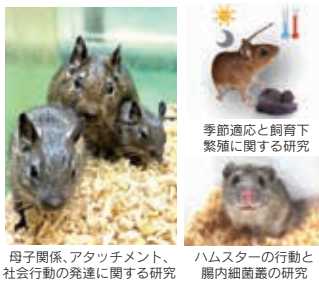 季節適応と飼育下
繁殖に関する研究
母子関係、アタッチメント、
社会行動の発達に関する研究
ハムスターの行動と
腸内細菌叢の研究